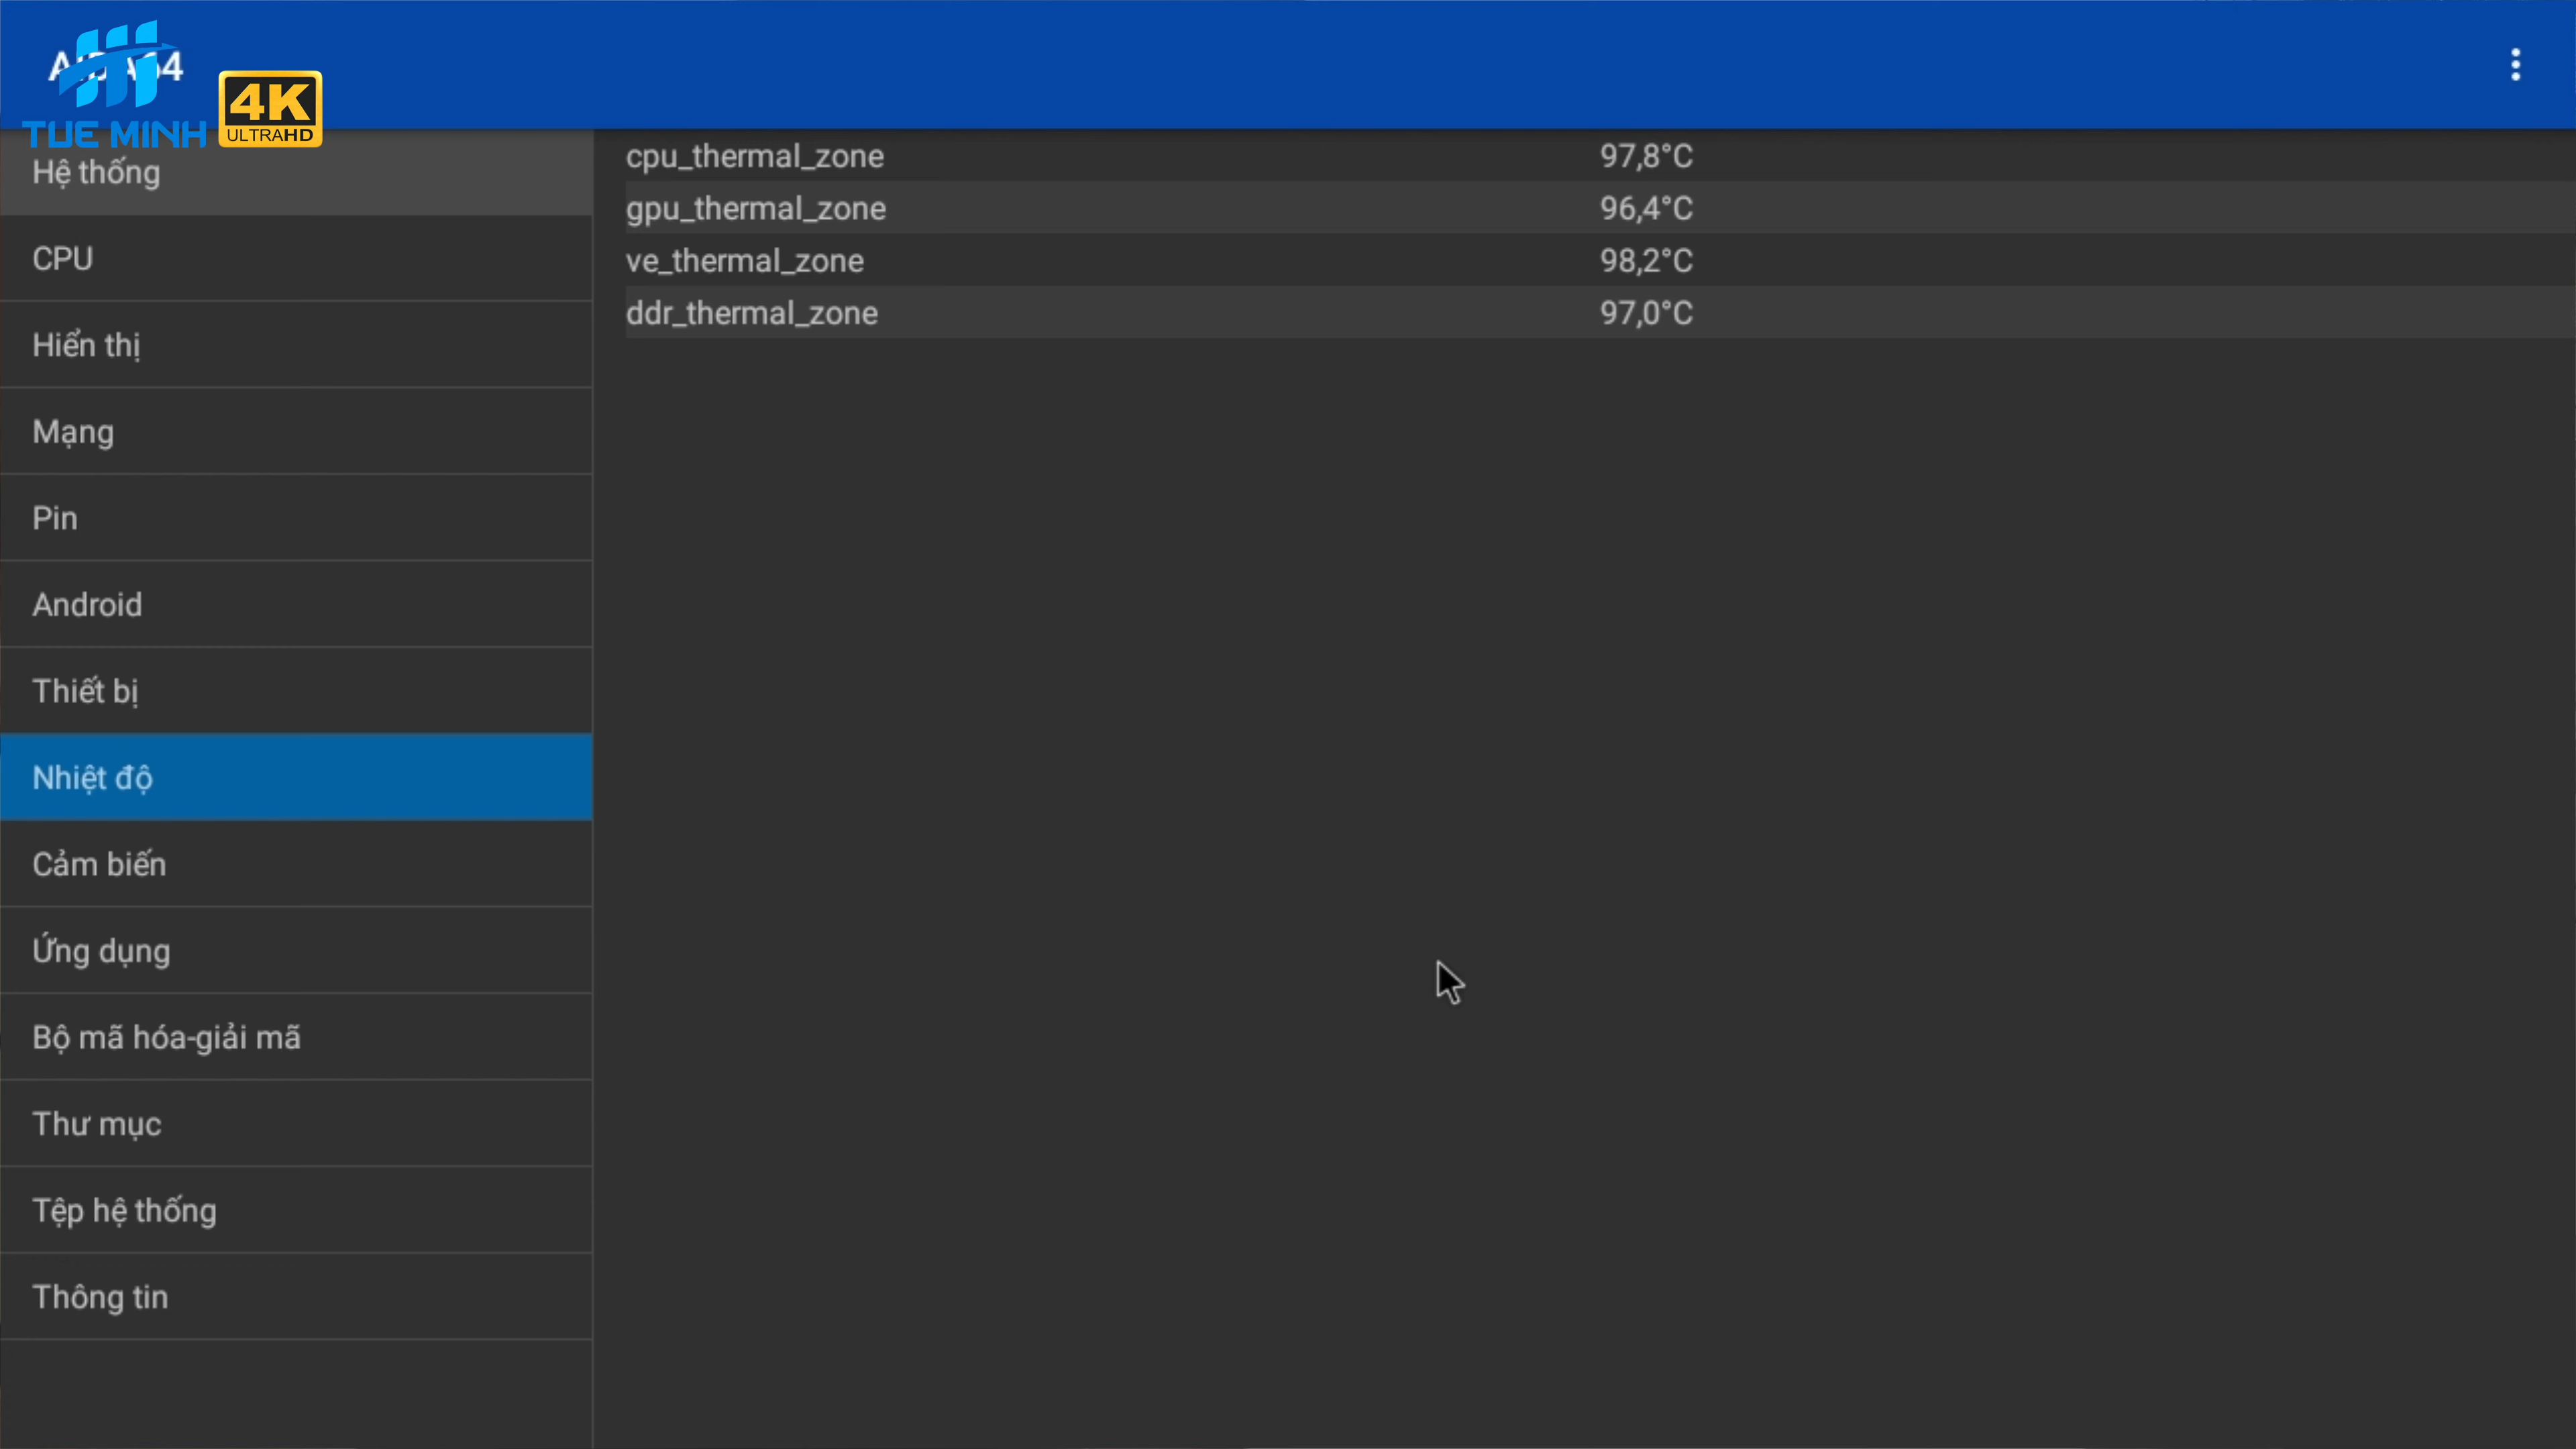 AIDA64
TUE MINH
4K
ULTRAHD
Hệ thống
CPU
Hiển thị
Mạng
Pin
Android
Thiết bị
Nhiệt độ
Cảm biến
Ứng dụng
Bộ mã hóa-giải mã
Thư mục
Tệp hệ thống
Thông tin
cpu_thermal_zone 97,8°C
gpu_thermal_zone 96,4°C
ve_thermal_zone 98,2°C
ddr_thermal_zone 97,0°C